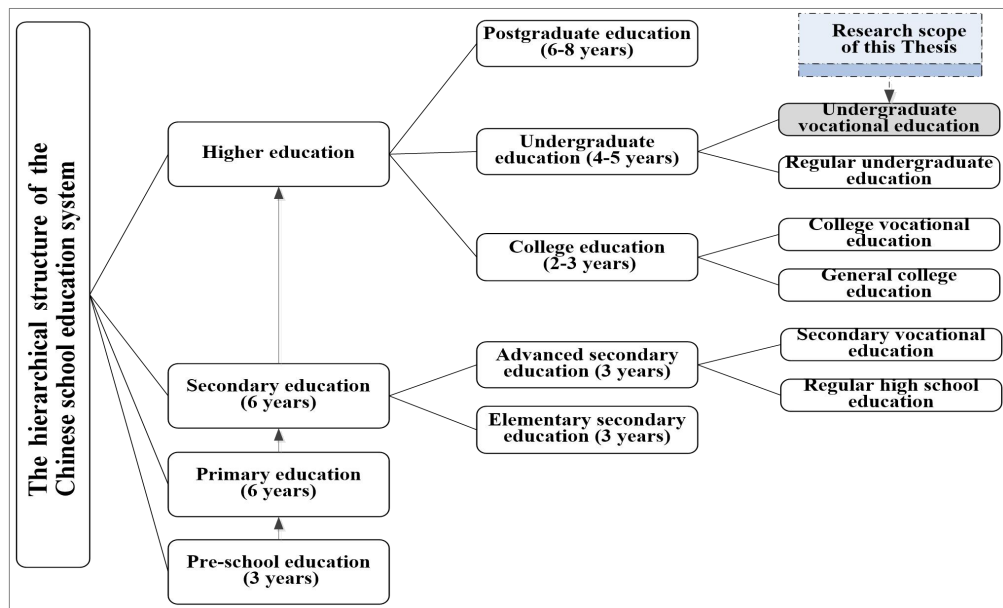 The hierarchical structure of the
Chinese school education system
Higher education
Secondary education
(6 years)
Primary education
(6 years)
Pre-school education
(3 years)
Postgraduate education
(6-8 years)
Undergraduate
education (4-5 years)
College education
(2-3 years)
Advanced secondary
education (3 years)
Elementary secondary
education (3 years)
Research scope
of this Thesis
Undergraduate
vocational education
Regular undergraduate
education
College vocational
education
General college
education
Secondary vocational
education
Regular high school
education